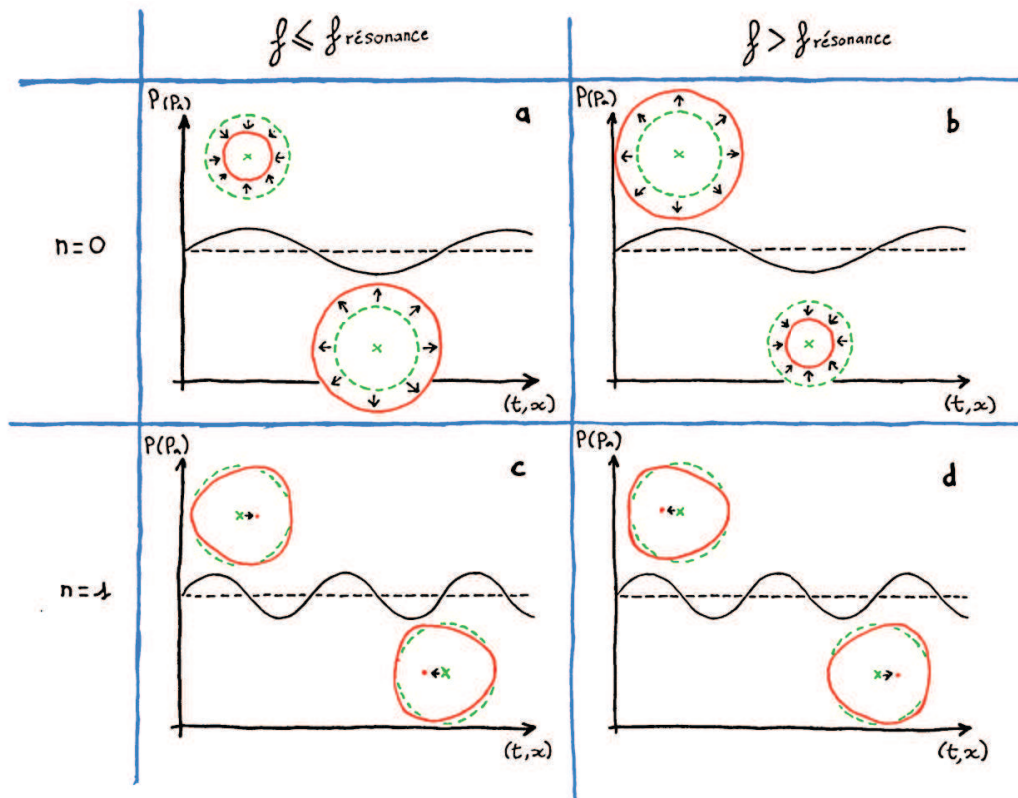 f ≤ f résonance
f > f résonance
P(Pa)
a
P(Pa)
b
n=0
(t,x)
(t,x)
P(Pa)
c
P(Pa)
d
n=1
(t,x)
(t,x)